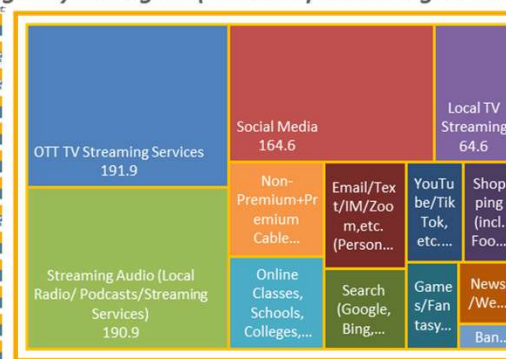 OTT TV Streaming Services
191.9
Social Media
164.6
Local TV
Streaming
64.6
Non-
Premium+Pr
emium
Cable...
Email/Tex
t/IM/Zoo
m,etc.
(Person...
YouTu
be/Tik
Tok,
etc....
Shop
ping
(incl.
Foo...
Streaming Audio (Local
Radio/ Podcasts/Streaming
Services)
190.9
Online
Classes,
Schools,
Colleges,...
Search
(Google,
Bing,...
Game
s/Fan
tasy...
News
/We...
Ban...